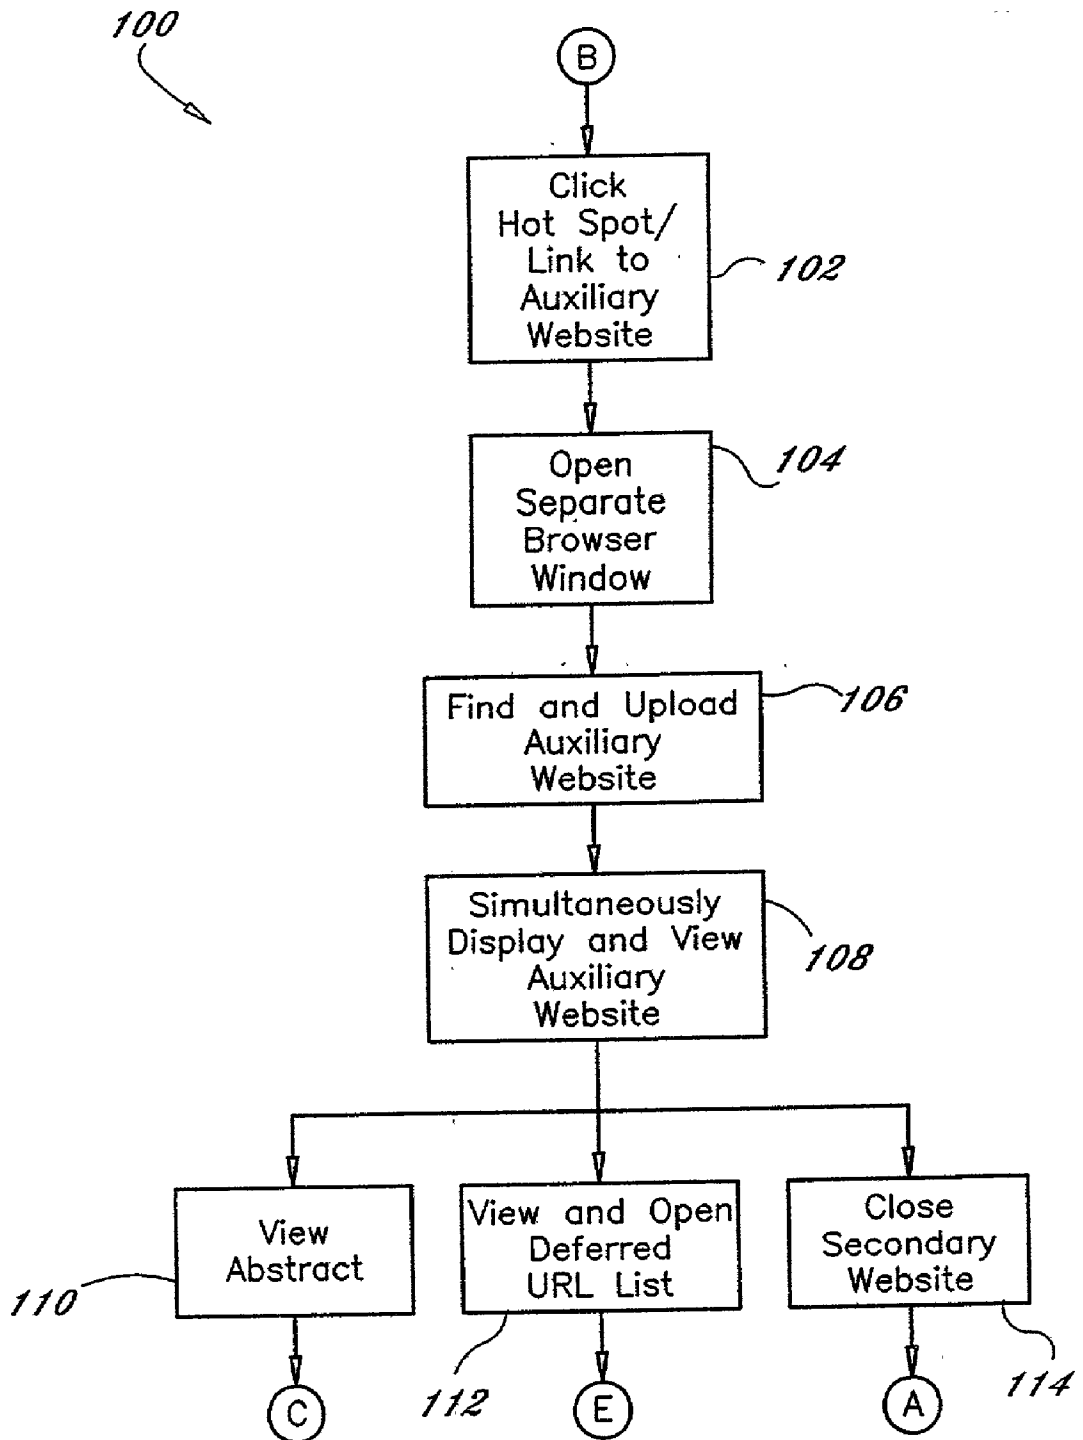 100
B
Click
Hot Spot/
Link to
Auxiliary
Website
102
Open
Separate
Browser
Window
104
Find and Upload
Auxiliary
Website
106
Simultaneously
Display and View
Auxiliary
Website
108
View
Abstract
110
View and Open
Deferred
URL List
112
Close
Secondary
Website
114
C
E
A